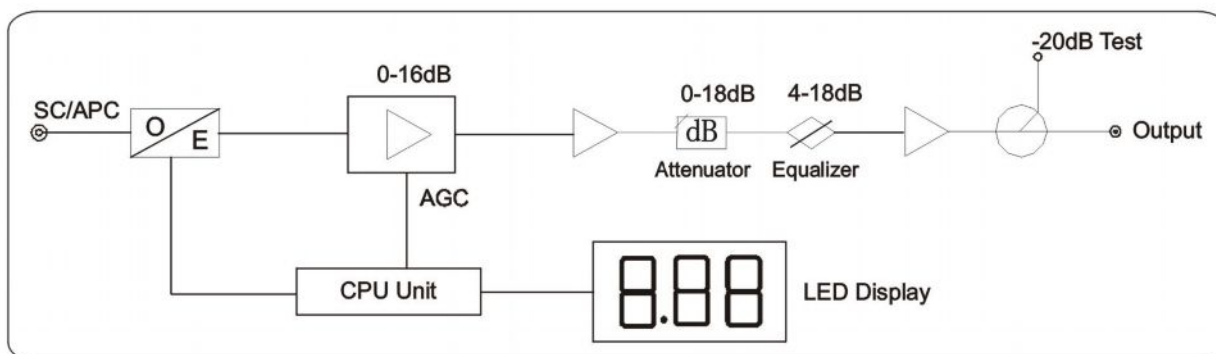 -20dB Test
0-16dB
SC/APC
O
E
0-18dB
4-18dB
dB
Output
Attenuator
Equalizer
AGC
CPU Unit
8.88
LED Display